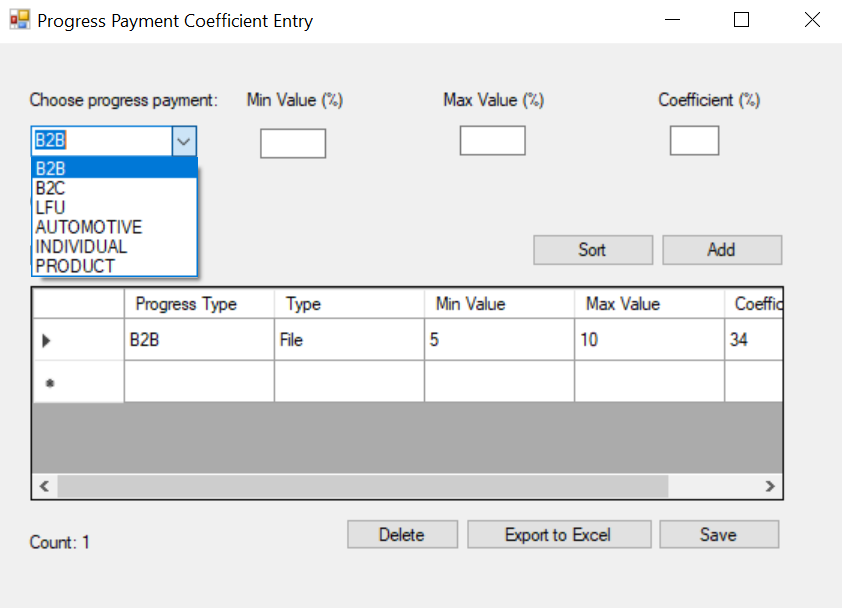 Progress Payment Coefficient Entry
Choose progress payment: Min Value (%) Max Value (%) Coefficient (%)
B2B
B2B
B2C
LFU
AUTOMOTIVE
INDIVIDUAL
PRODUCT
Sort Add
Progress Type Type Min Value Max Value Coeffic
B2B File 5 10 34
Count: 1 Delete Export to Excel Save